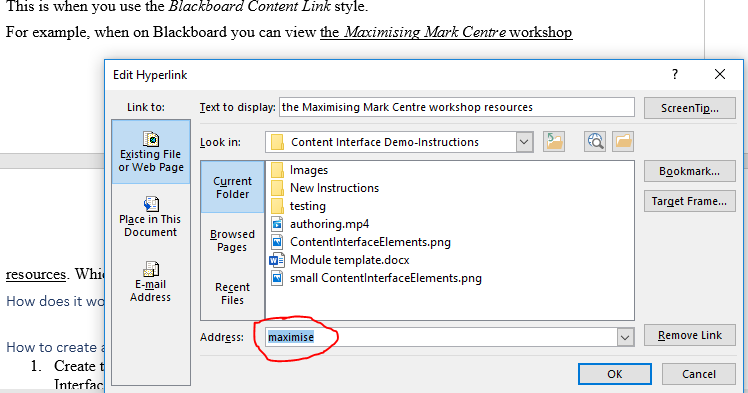 This is when you use the Blackboard Content Link style.
For example, when on Blackboard you can view the Maximising Mark Centre workshop
Edit Hyperlink
?
Link to:
Text to display: the Maximising Mark Centre workshop resources
ScreenTip...
Existing File
or Web Page
Look in: Content Interface Demo-Instructions
Current
Folder
Images
New Instructions
testing
authoring.mp4
ContentInterfaceElements.png
Module template.docx
small ContentInterfaceElements.png
Bookmark...
Target Frame...
Place in This
Document
Browsed
Pages
E-mail
Address
Recent
Files
Address: maximise
Remove Link
OK Cancel
resources.
How does it wo
How to create a
1. Create t
Interfac